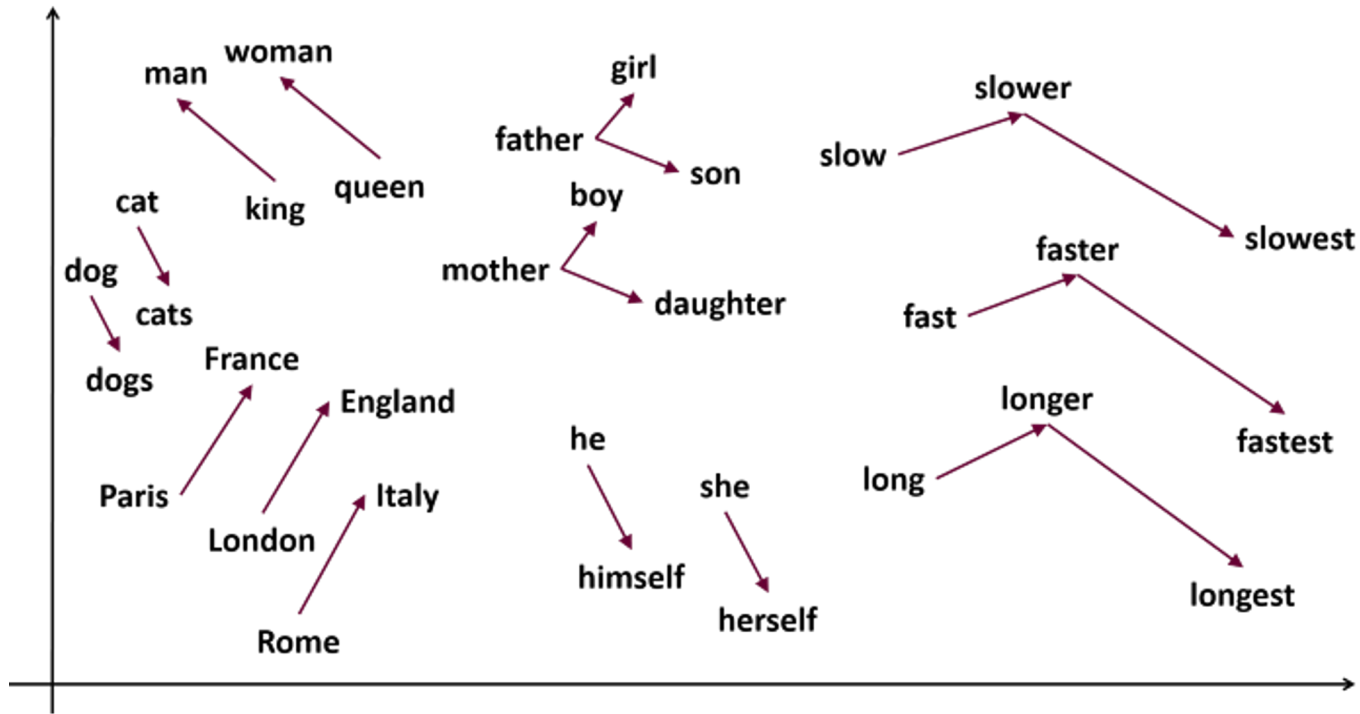 woman
man
queen
king
cat
dog
cats
dogs
France
England
Paris
Italy
London
Rome
girl
father
son
boy
mother
daughter
he
she
himself
herself
slower
slow
slowest
faster
fast
fastest
longer
long
longest